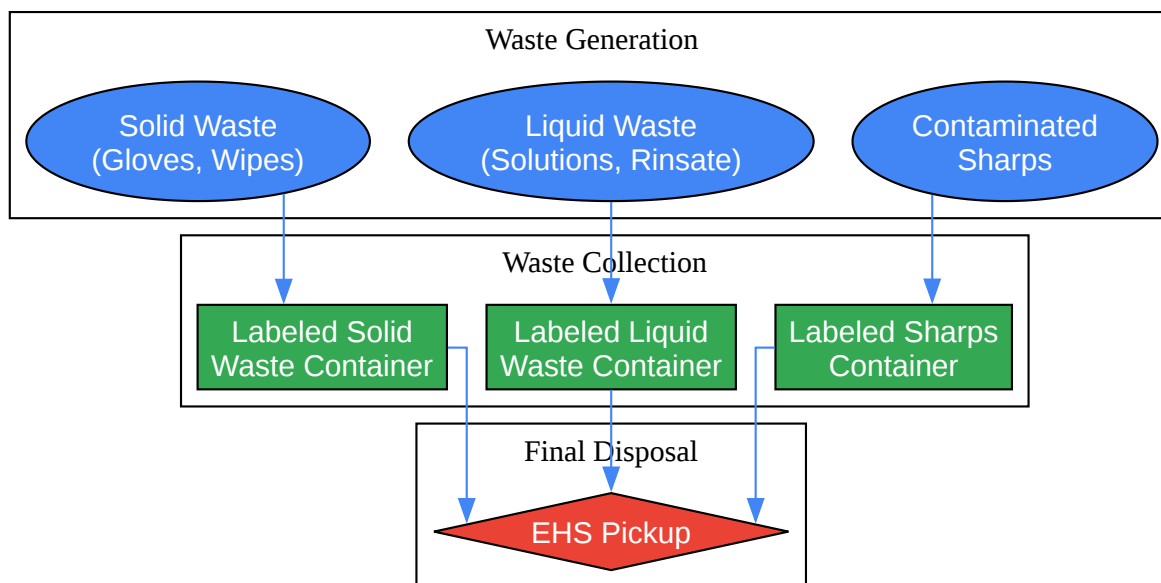 Waste Generation
Solid Waste
(Gloves, Wipes)
Liquid Waste
(Solutions, Rinsate)
Contaminated
Sharps
Waste Collection
Labeled Solid
Waste Container
Labeled Liquid
Waste Container
Labeled Sharps
Container
Final Disposal
EHS Pickup